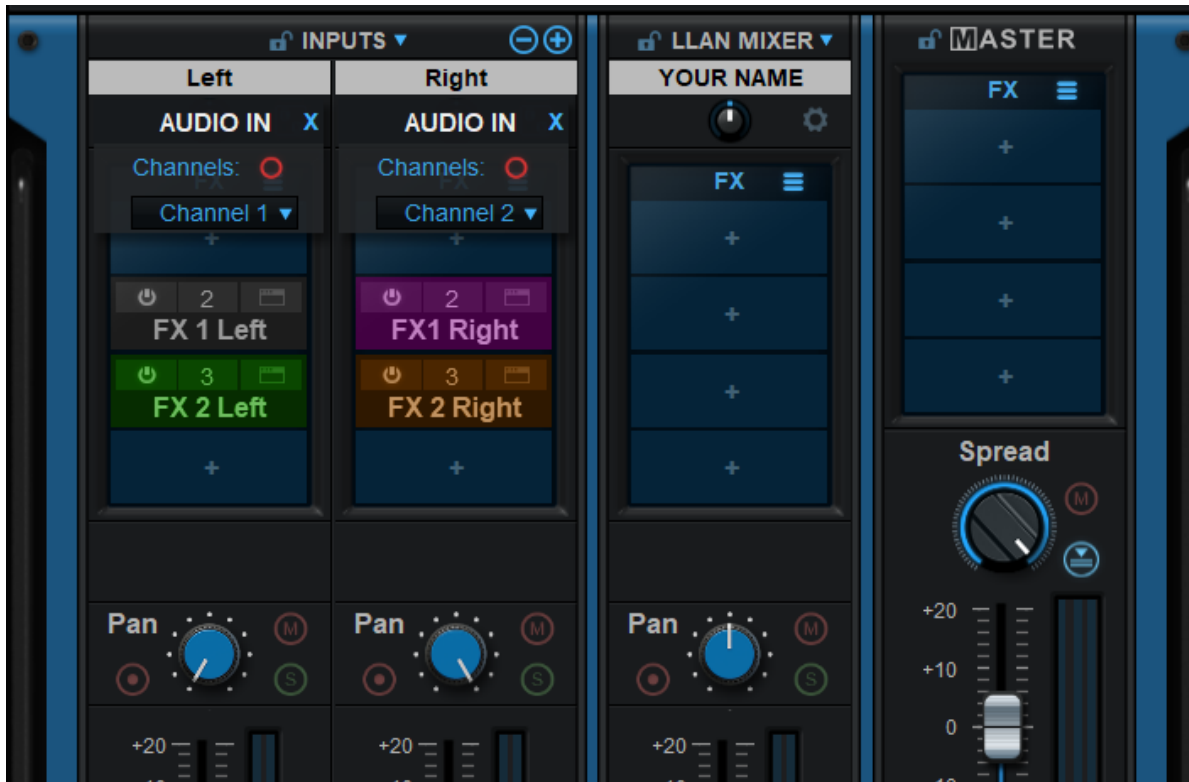 INPUTS
Left
AUDIO IN X
Channels:
FX
Channel 1
+
2
FX 1 Left
3
FX 2 Left
+
Pan
M
S
+20
Right
AUDIO IN X
Channels:
FX
Channel 2
+
2
FX1 Right
3
FX 2 Right
+
Pan
M
S
+20
LLAN MIXER
YOUR NAME
FX
+
+
+
+
Pan
M
S
+20
MASTER
FX
+
+
+
+
Spread
M
+20
+10
0